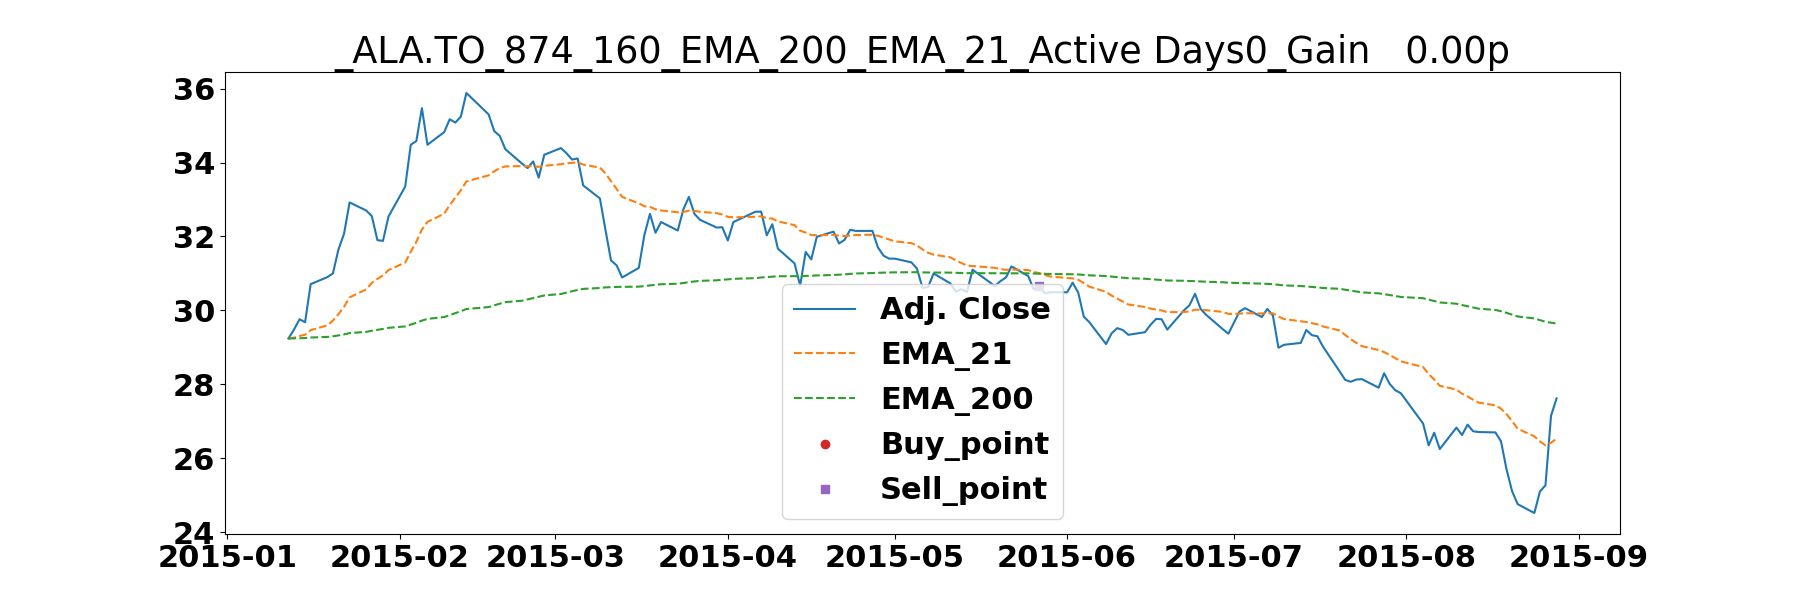 _ALA.TO_874_160_EMA_200_EMA_21_Active Days0_Gain   0.00p
36
34
32
30
28
26
24
Adj. Close
EMA_21
EMA_200
Buy_point
Sell_point
2015-01 2015-02 2015-03 2015-04 2015-05 2015-06 2015-07 2015-08 2015-09